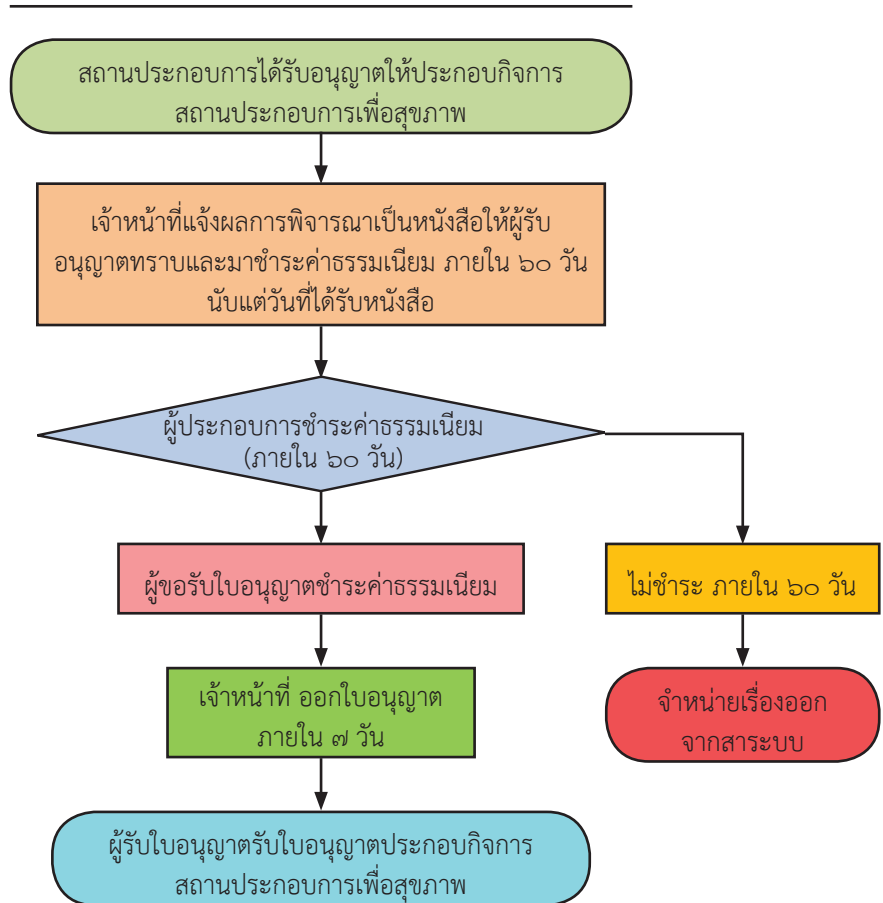 สถานประกอบการได้รับอนุญาตให้ประกอบกิจการ
สถานประกอบการเพื่อสุขภาพ
เจ้าหน้าที่แจ้งผลการพิจารณาเป็นหนังสือให้ผู้รับ
อนุญาตทราบและมาชำระค่าธรรมเนียม ภายใน ๖๐ วัน
นับแต่วันที่ได้รับหนังสือ
ผู้ประกอบการชำระค่าธรรมเนียม
(ภายใน ๖๐ วัน)
ผู้ขอรับใบอนุญาตชำระค่าธรรมเนียม
ไม่ชำระ ภายใน ๖๐ วัน
เจ้าหน้าที่ ออกใบอนุญาต
ภายใน ๗ วัน
จำหน่ายเรื่องออก
จากสาระบบ
ผู้รับใบอนุญาตรับใบอนุญาตประกอบกิจการ
สถานประกอบการเพื่อสุขภาพ